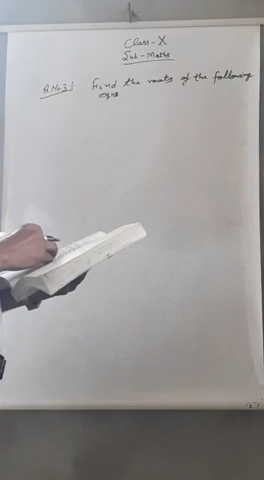 Class-X
Sub-Maths
Q No 3: Find the roots of the following
eqns